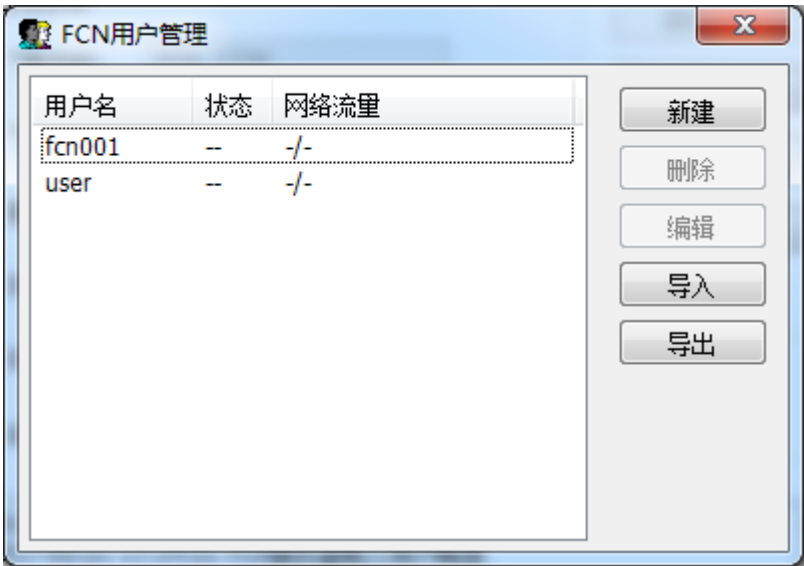 FCN用户管理
用户名 状态 网络流量
fcn001 -- -/-
user -- -/-
新建
删除
编辑
导入
导出